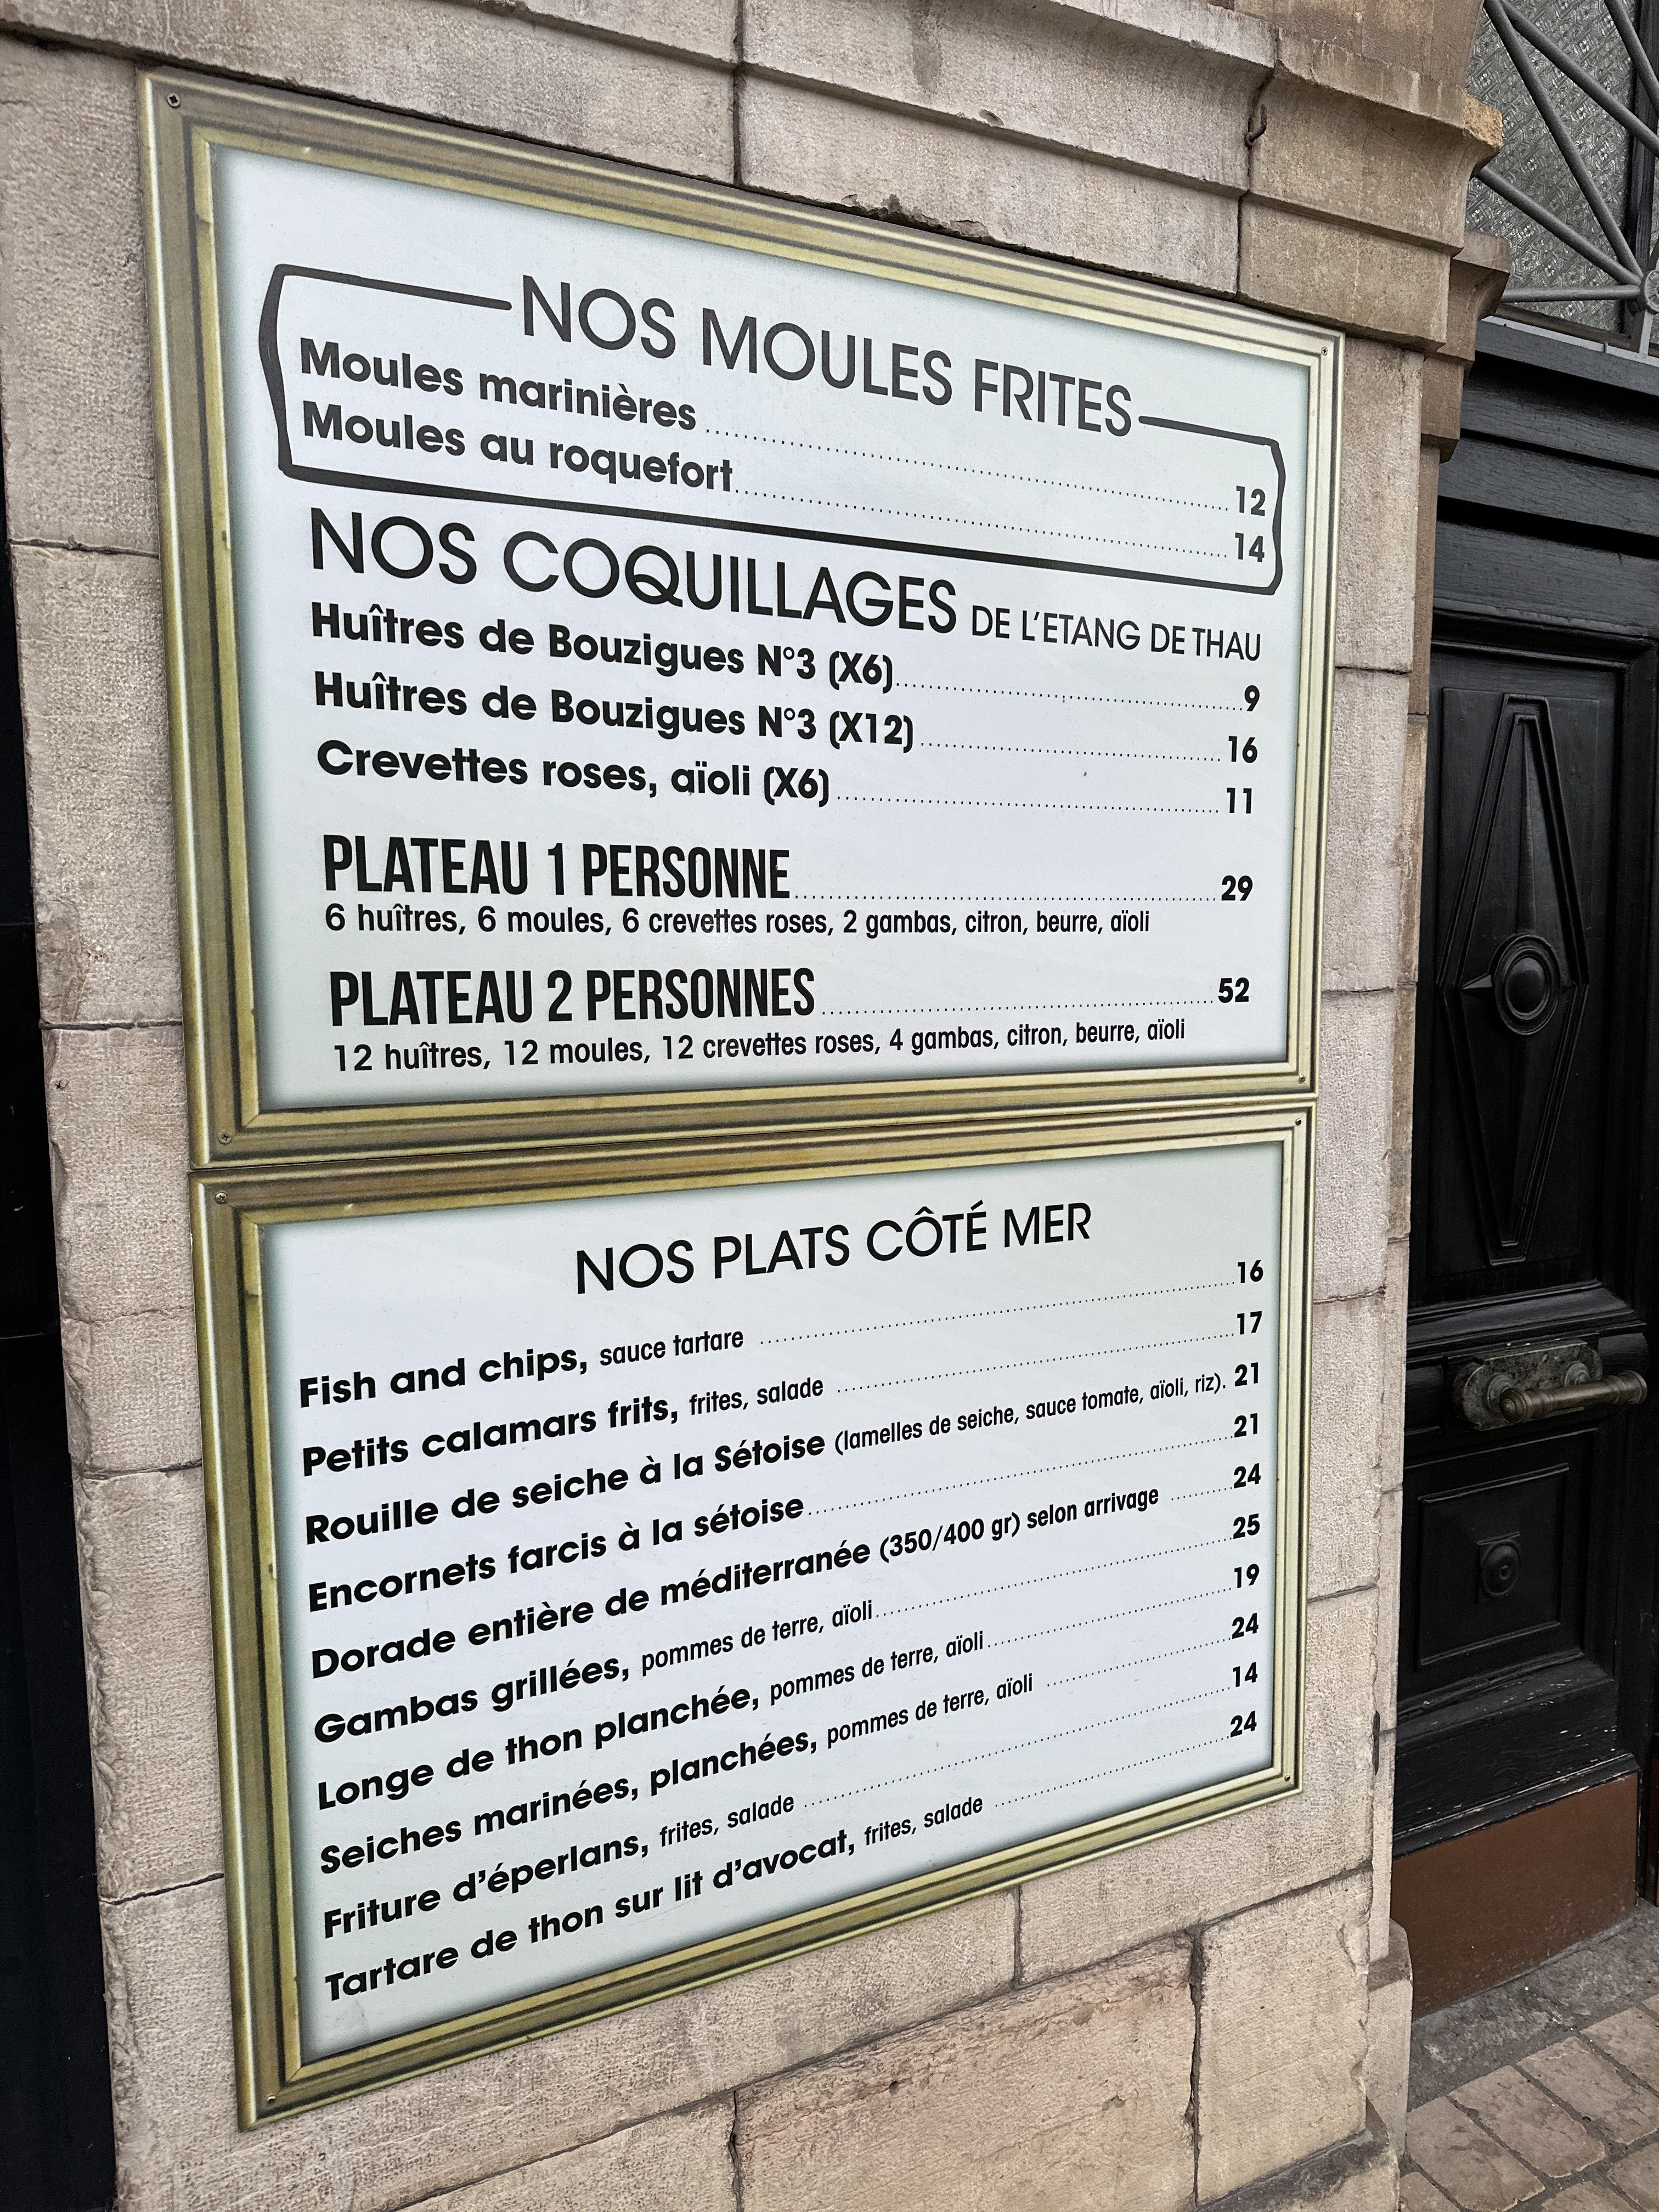 NOS MOULES FRITES
Moules marinières ........ 12
Moules au roquefort ........ 14
NOS COQUILLAGES DE L'ETANG DE THAU
Huîtres de Bouzigues N°3 (X6) ........ 9
Huîtres de Bouzigues N°3 (X12) ........ 16
Crevettes roses, aïoli (X6) ........ 11
PLATEAU 1 PERSONNE ........ 29
6 huîtres, 6 moules, 6 crevettes roses, 2 gambas, citron, beurre, aïoli
PLATEAU 2 PERSONNES ........ 52
12 huîtres, 12 moules, 12 crevettes roses, 4 gambas, citron, beurre, aïoli
NOS PLATS CÔTÉ MER
Fish and chips, sauce tartare ........ 16
Petits calamars frits, frites, salade ........ 17
Rouille de seiche à la Sétoise (lamelles de seiche, sauce tomate, aïoli, riz). 21
Encornets farcis à la sétoise ........ 21
Dorade entière de méditerranée (350/400 gr) selon arrivage ........ 24
Gambas grillées, pommes de terre, aïoli ........ 25
Longe de thon planchée, pommes de terre, aïoli ........ 19
Seiches marinées, planchées, pommes de terre, aïoli ........ 24
Friture d'éperlans, frites, salade ........ 14
Tartare de thon sur lit d'avocat, frites, salade ........ 24